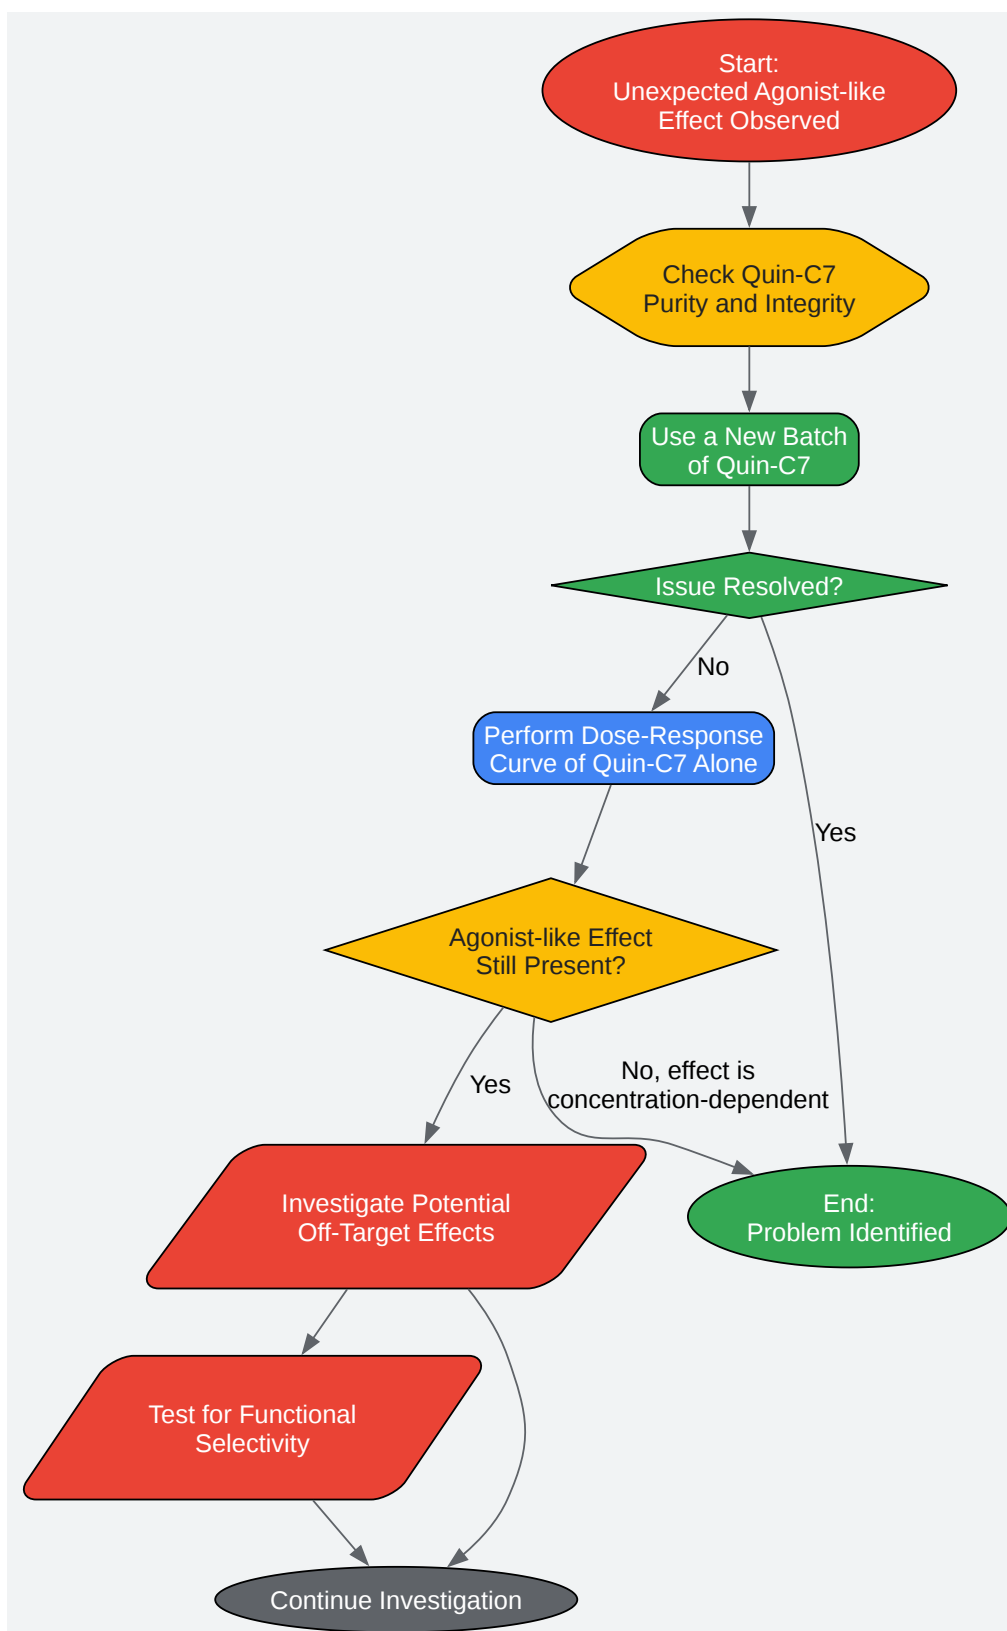 Start:
Unexpected Agonist-like
Effect Observed
Check Quin-C7
Purity and Integrity
Use a New Batch
of Quin-C7
Issue Resolved?
No
Perform Dose-Response
Curve of Quin-C7 Alone
Yes
Agonist-like Effect
Still Present?
Yes
No, effect is
concentration-dependent
Investigate Potential
Off-Target Effects
End:
Problem Identified
Test for Functional
Selectivity
Continue Investigation